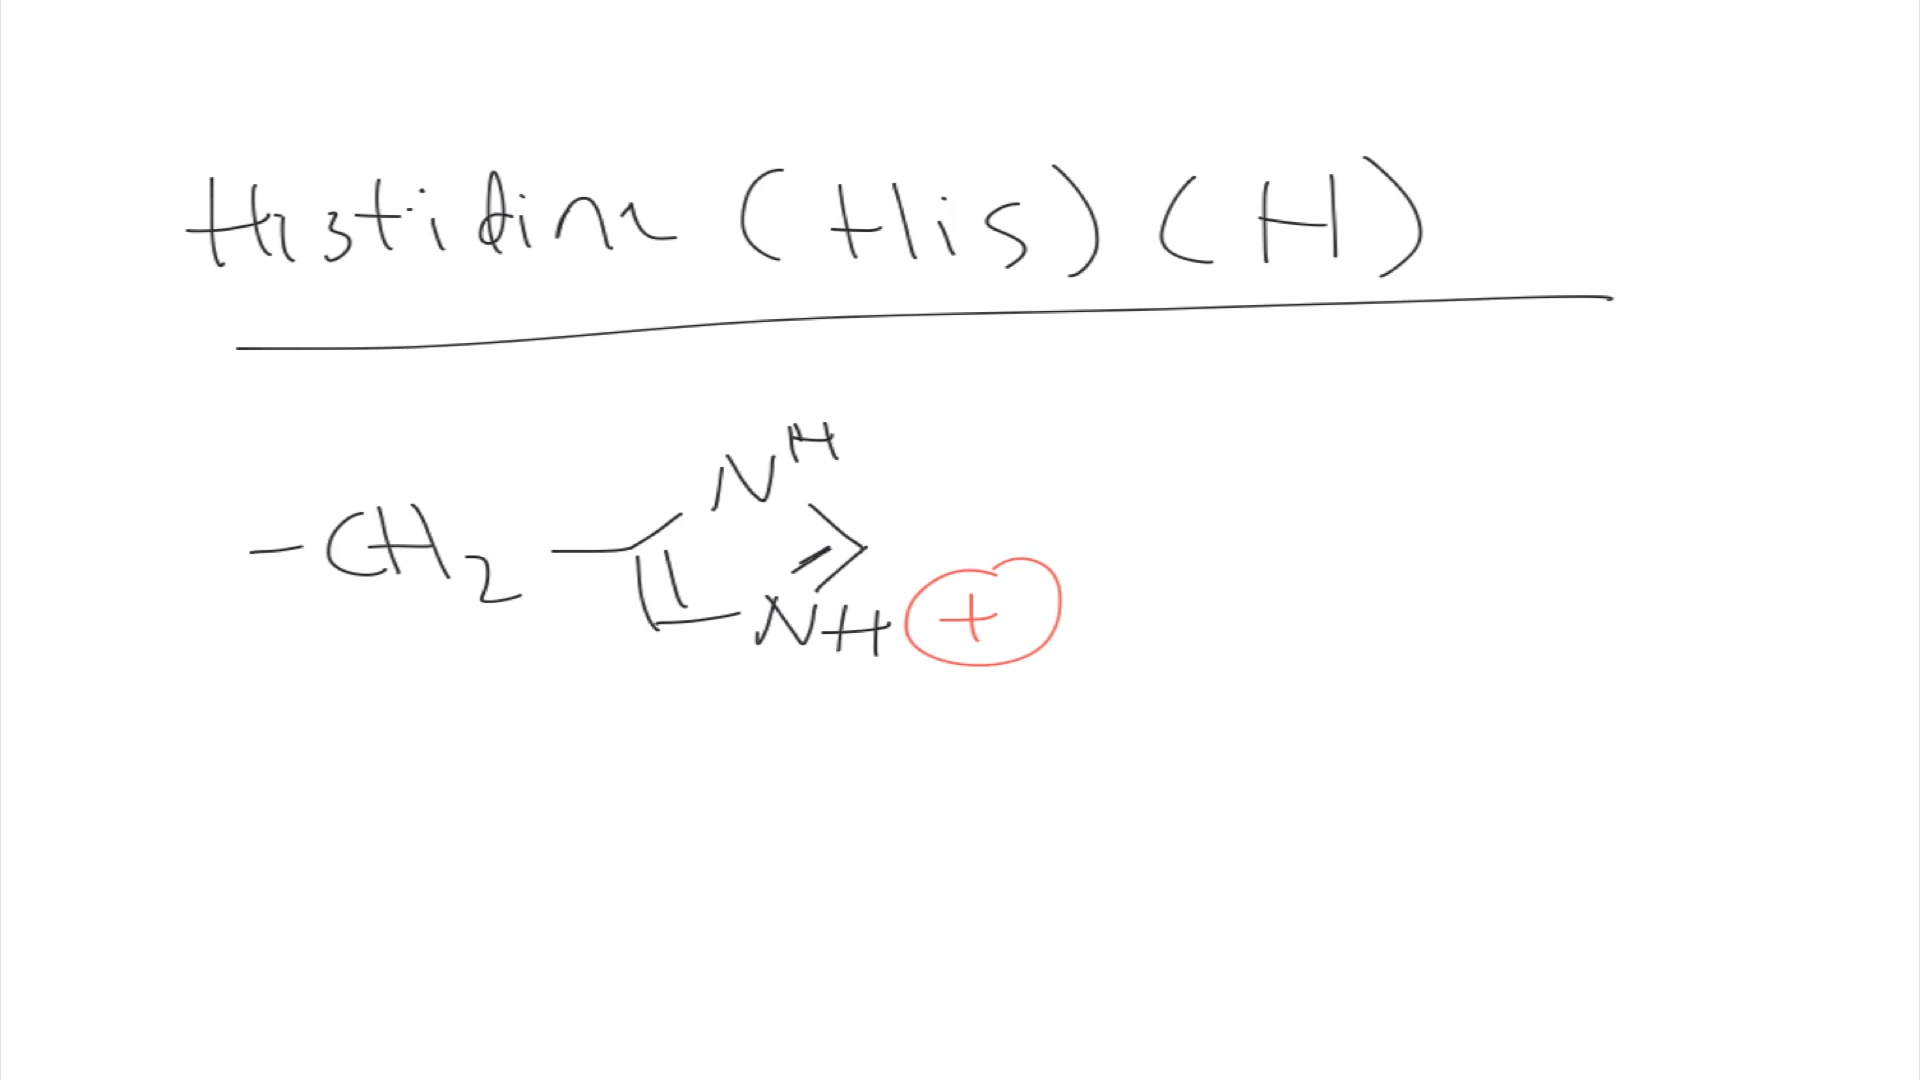 Histidine (His) (H)
NH
-CH2
NH +